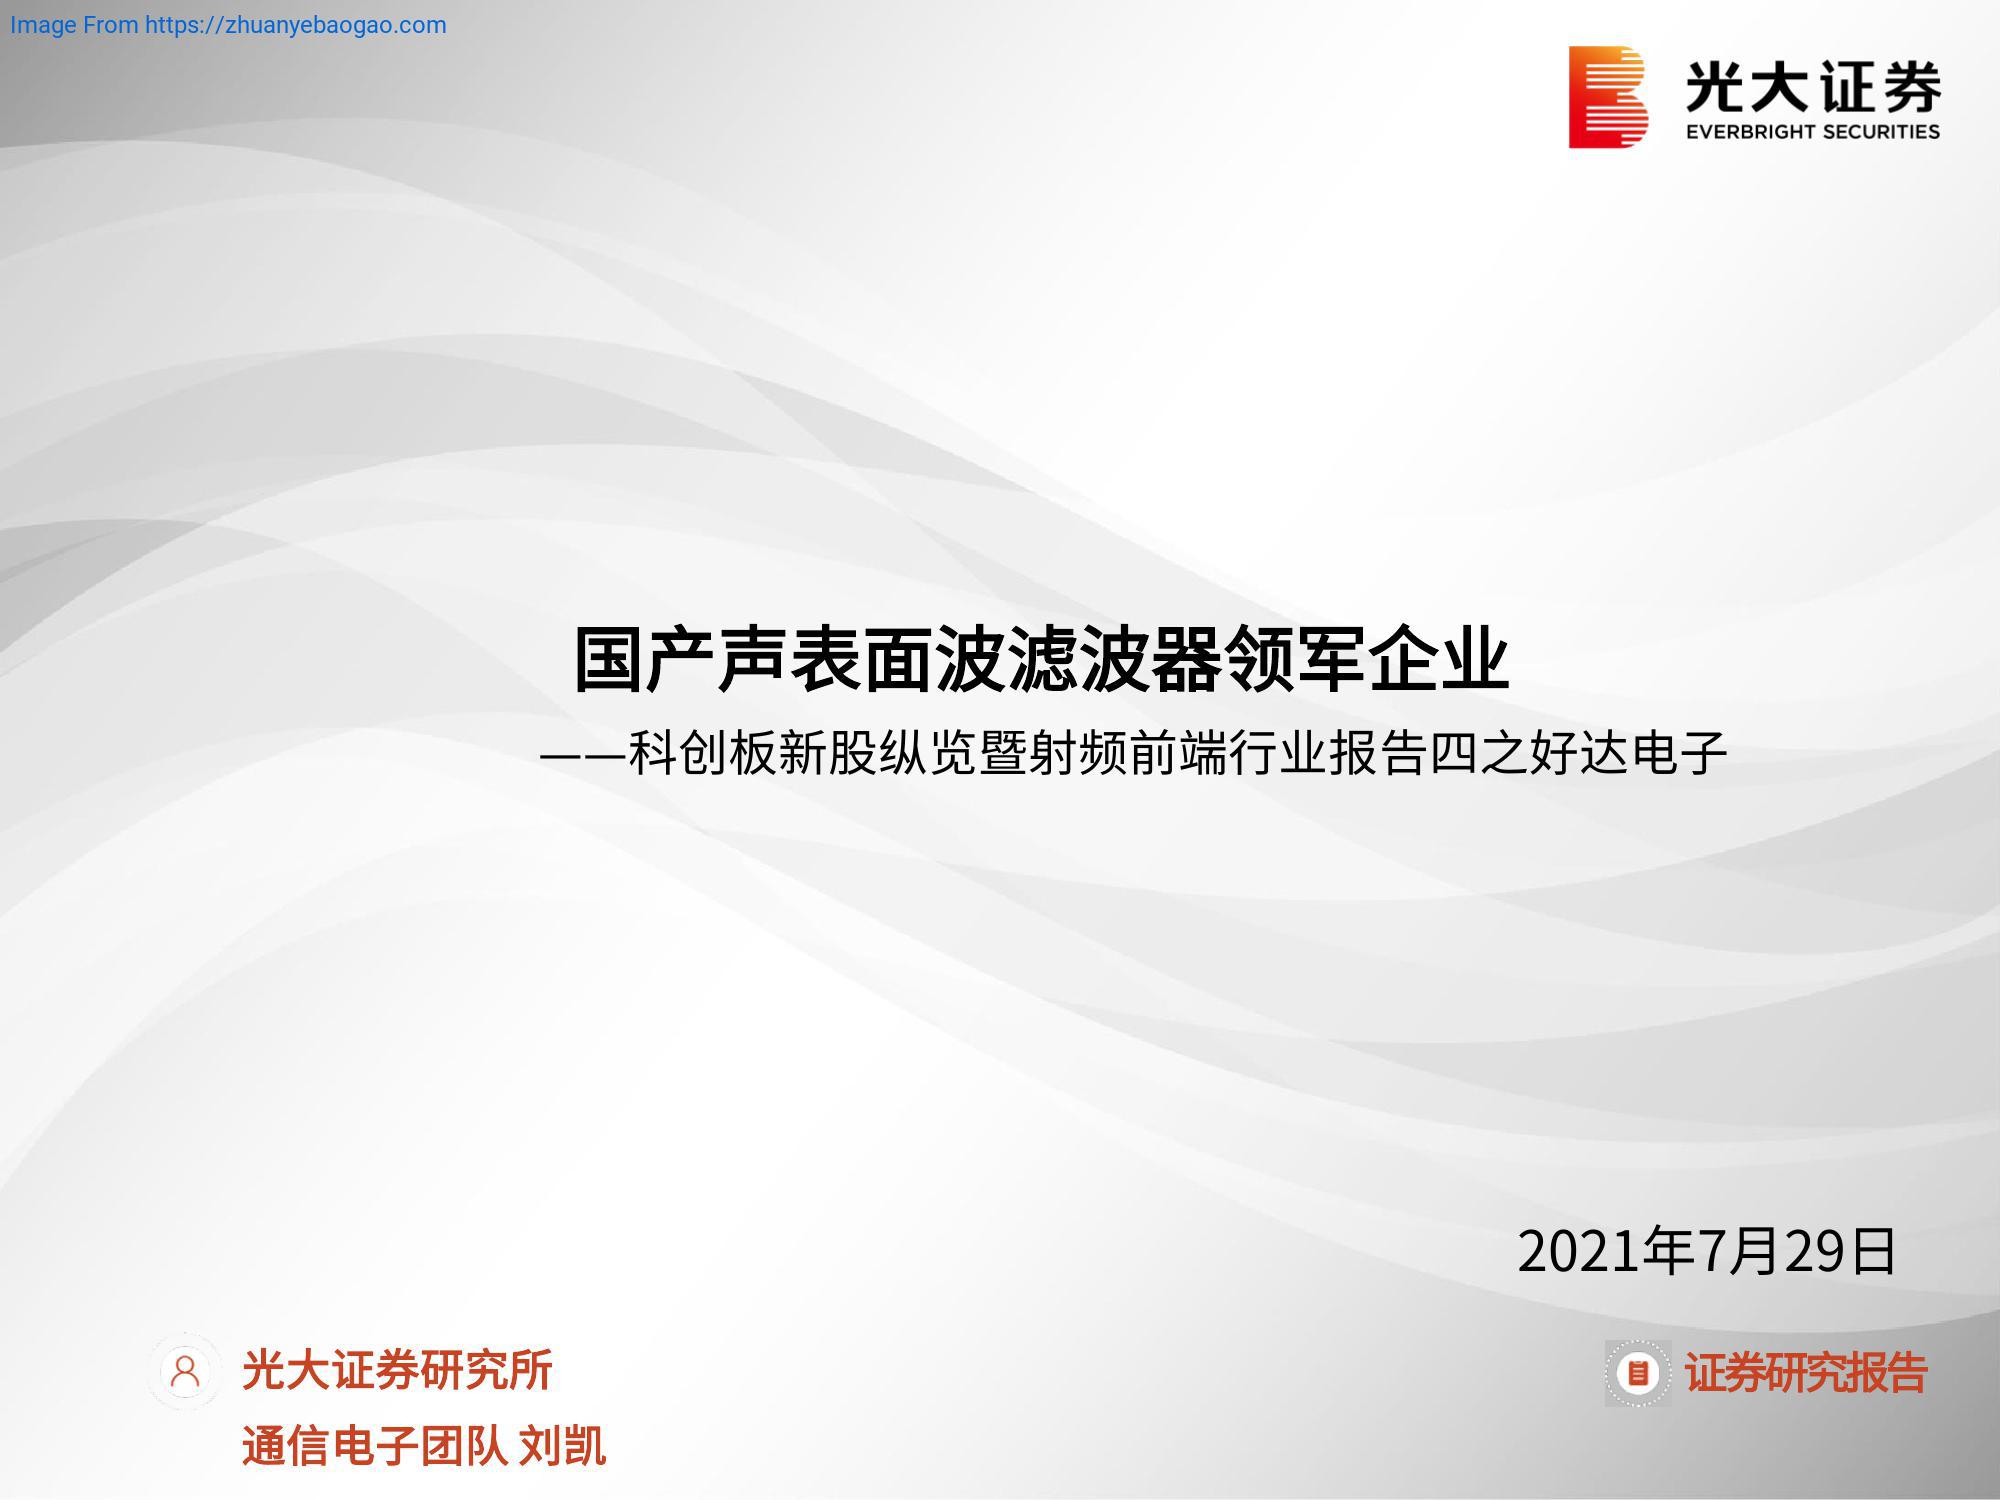 Image From https://zhuanyebaogao.com
光大证券
EVERBRIGHT SECURITIES
国产声表面波滤波器领军企业
——科创板新股纵览暨射频前端行业报告四之好达电子
2021年7月29日
光大证券研究所
证券研究报告
通信电子团队 刘凯